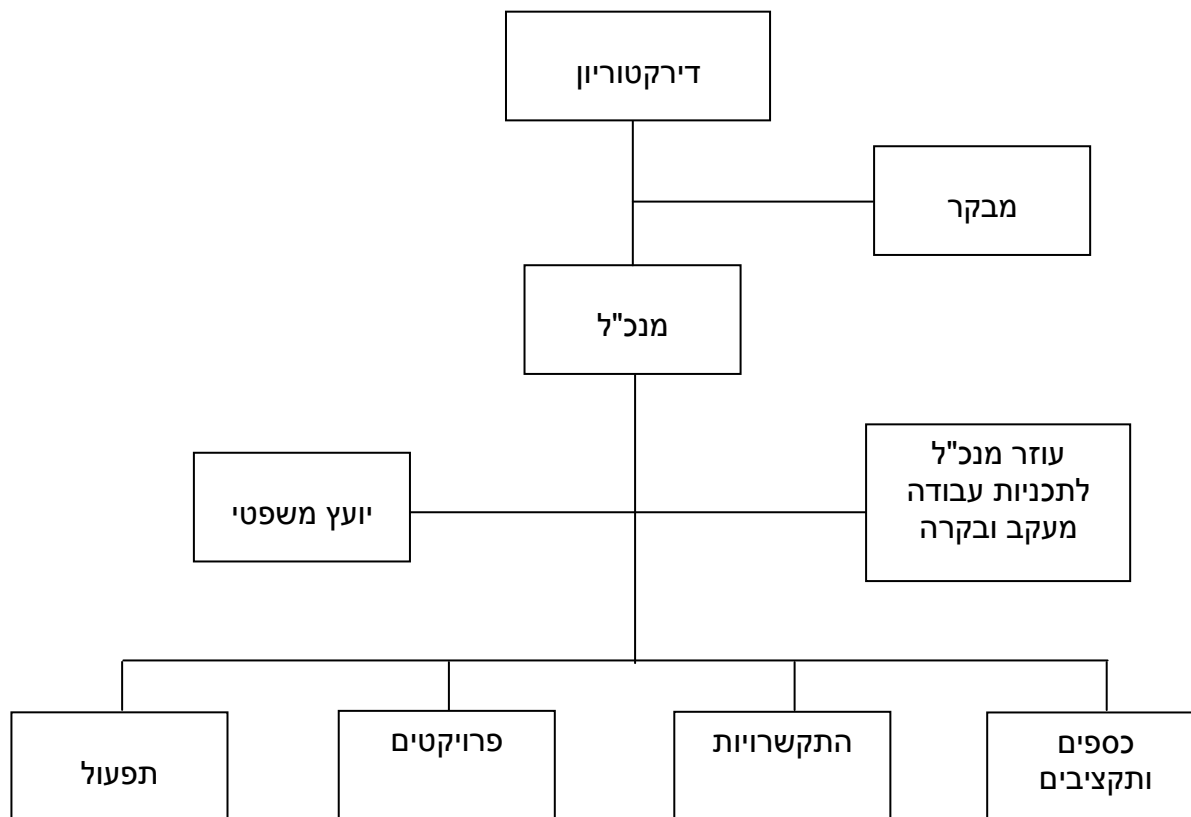 דירקטוריון
מבקר
מנכ"ל
עוזר מנכ"ל
לתכניות עבודה
מעקב ובקרה
יועץ משפטי
כספים
ותקציבים
התקשרויות
פרויקטים
תפעול